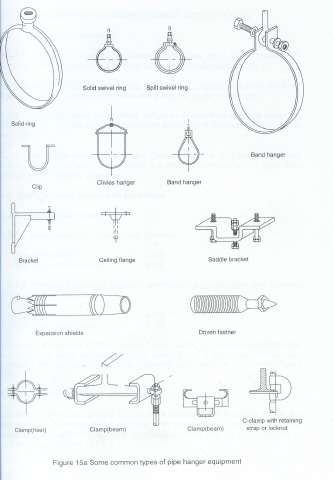 Solid swivel ring
Split swivel ring
Solid ring
Band hanger
Clip
Clivies hanger
Band hanger
Bracket
Ceiling flange
Saddle bracket
Expansion shields
Driven fastner
Clamp(riser)
Clamp(beam)
Clamp(beam)
C-clamp with retaining
strap or locknut
Figure 15a Some common types of pipe hanger equipment